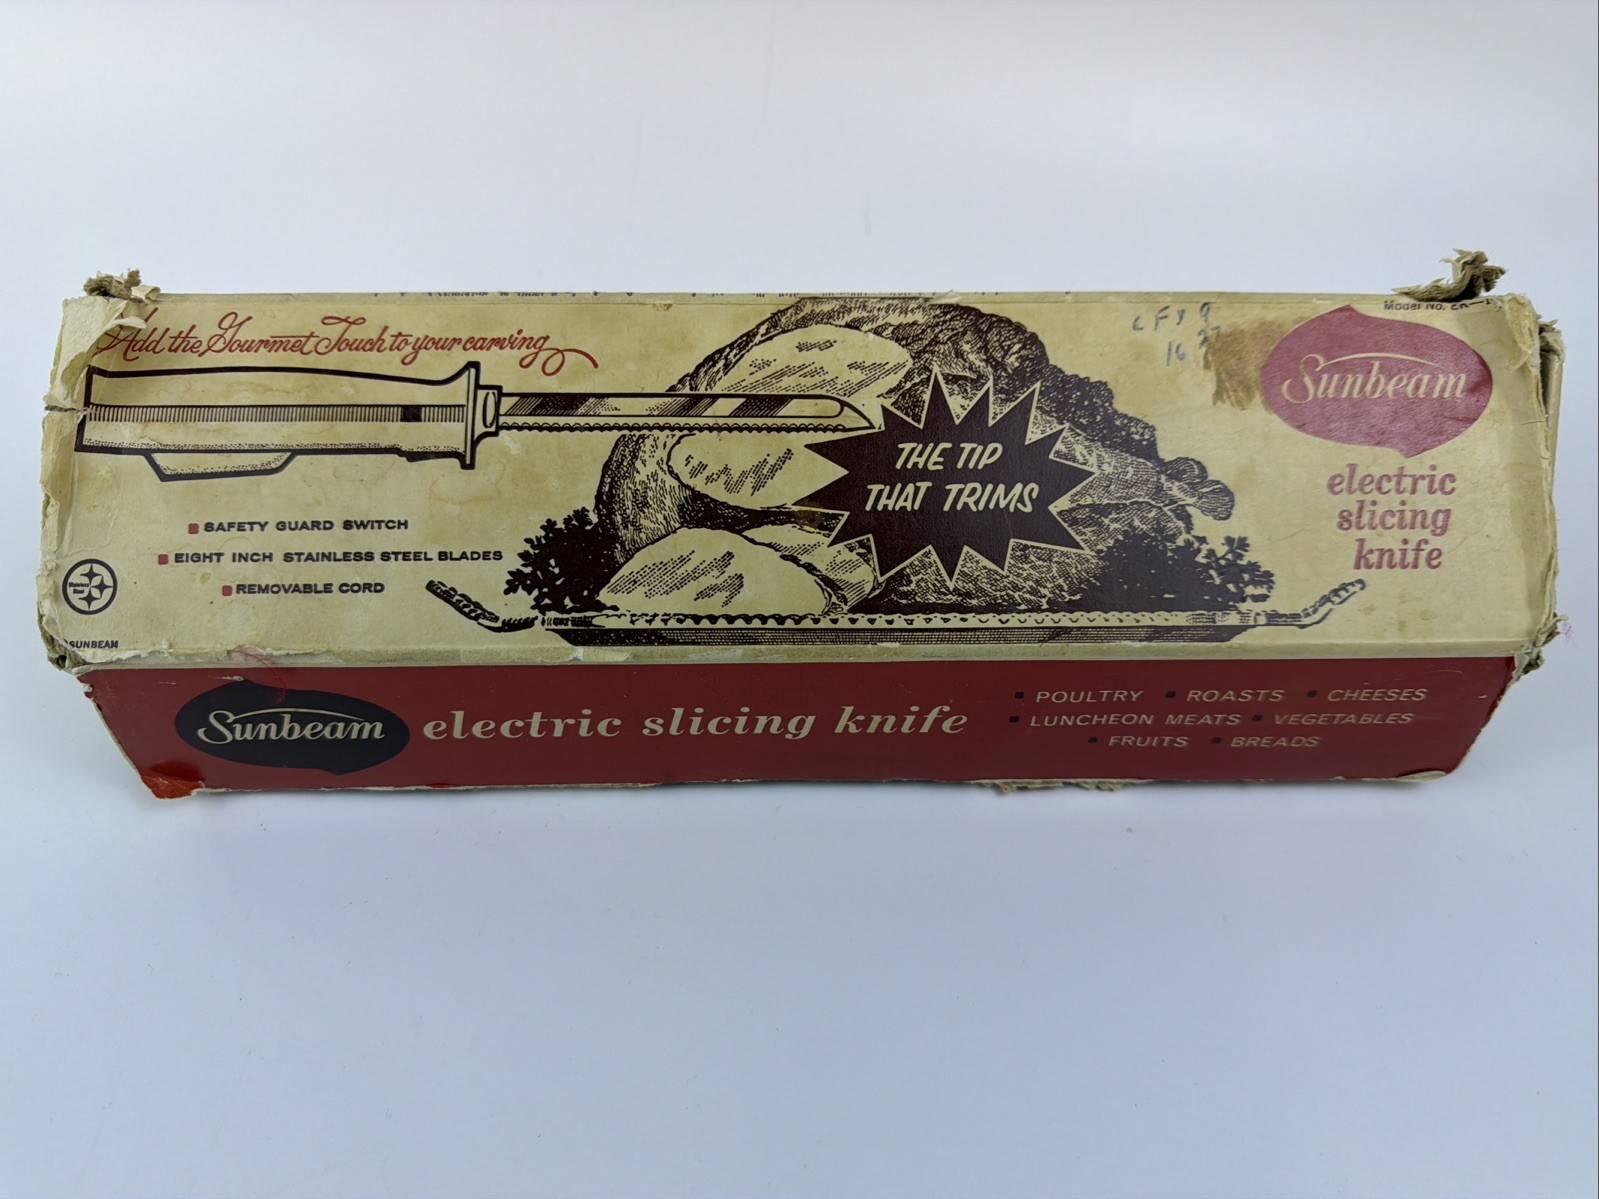 Add the Gourmet Touch to your carving
Model No.
Sunbeam
electric
slicing
knife
THE TIP
THAT TRIMS
▪ SAFETY GUARD SWITCH
▪ EIGHT INCH STAINLESS STEEL BLADES
▪ REMOVABLE CORD
Stainless
Steel
SUNBEAM
Sunbeam electric slicing knife
▪ POULTRY ▪ ROASTS ▪ CHEESES
▪ LUNCHEON MEATS ▪ VEGETABLES
▪ FRUITS ▪ BREADS